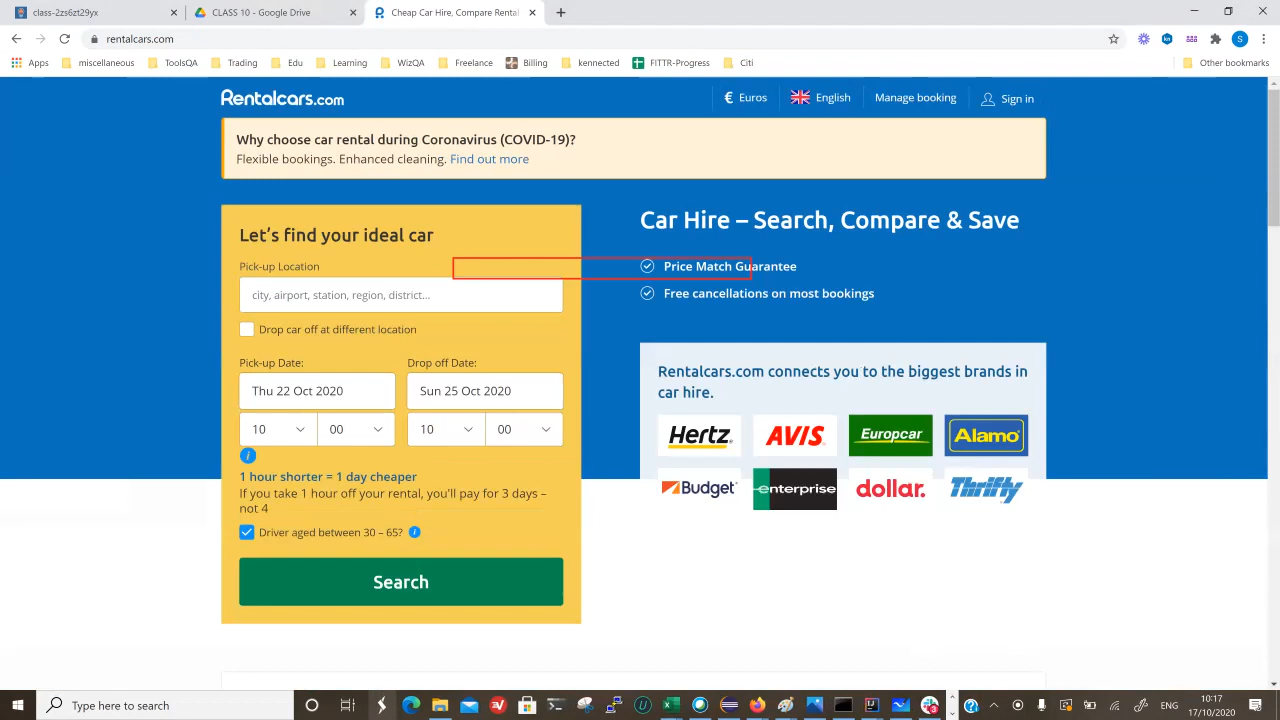 class-2zs6zt29yx
CLASS 10 - Google Drive
Cheap Car Hire, Compare Rental
rentalcars.com
Apps
miscellaneous
ToolsQA
Trading
Edu
Learning
WizQA
Freelance
Billing
kennected
FITTR-Progress
Citi
Other bookmarks
Rentalcars.com
€ Euros
English
Manage booking
Sign in
Why choose car rental during Coronavirus (COVID-19)?
Flexible bookings. Enhanced cleaning. Find out more
Let's find your ideal car
Pick-up Location
city, airport, station, region, district...
Drop car off at different location
Pick-up Date:
Drop off Date:
Thu 22 Oct 2020
Sun 25 Oct 2020
10
00
10
00
1 hour shorter = 1 day cheaper
If you take 1 hour off your rental, you'll pay for 3 days –
not 4
Driver aged between 30 – 65?
Search
Car Hire – Search, Compare & Save
Price Match Guarantee
Free cancellations on most bookings
Rentalcars.com connects you to the biggest brands in
car hire.
Hertz
AVIS
Europcar
Alamo
Budget
enterprise
dollar.
Thrifty
Type here to search
ENG
10:17
17/10/2020